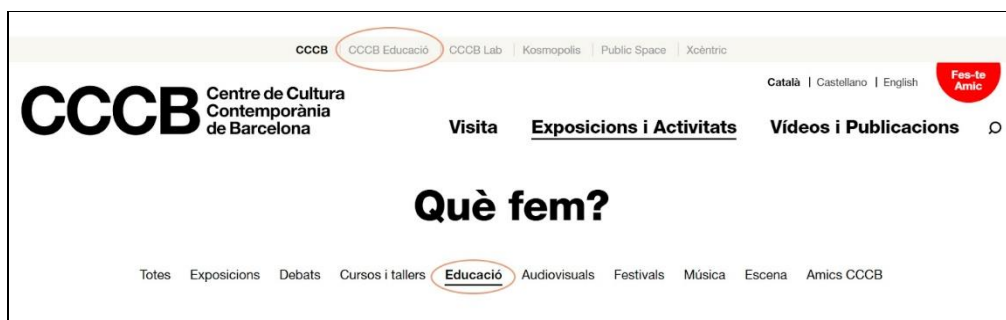 CCCB CCCB Educació CCCB Lab Kosmopolis Public Space Xcèntric
Català | Castellano | English
Fes-te
Amic
CCCB
Centre de Cultura
Contemporània
de Barcelona
Visita Exposicions i Activitats Vídeos i Publicacions
Què fem?
Totes Exposicions Debats Cursos i tallers Educació Audiovisuals Festivals Música Escena Amics CCCB